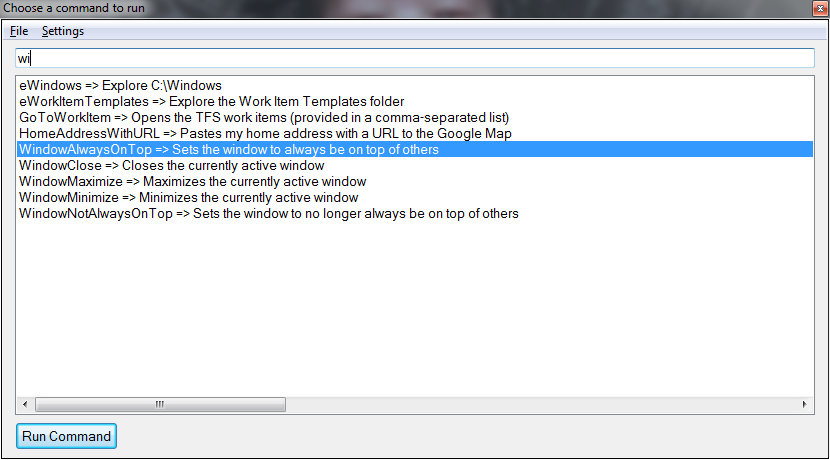 Choose a command to run
File Settings
wi
eWindows => Explore C:\Windows
eWorkItemTemplates => Explore the Work Item Templates folder
GoToWorkItem => Opens the TFS work items (provided in a comma-separated list)
HomeAddressWithURL => Pastes my home address with a URL to the Google Map
WindowAlwaysOnTop => Sets the window to always be on top of others
WindowClose => Closes the currently active window
WindowMaximize => Maximizes the currently active window
WindowMinimize => Minimizes the currently active window
WindowNotAlwaysOnTop => Sets the window to no longer always be on top of others
Run Command